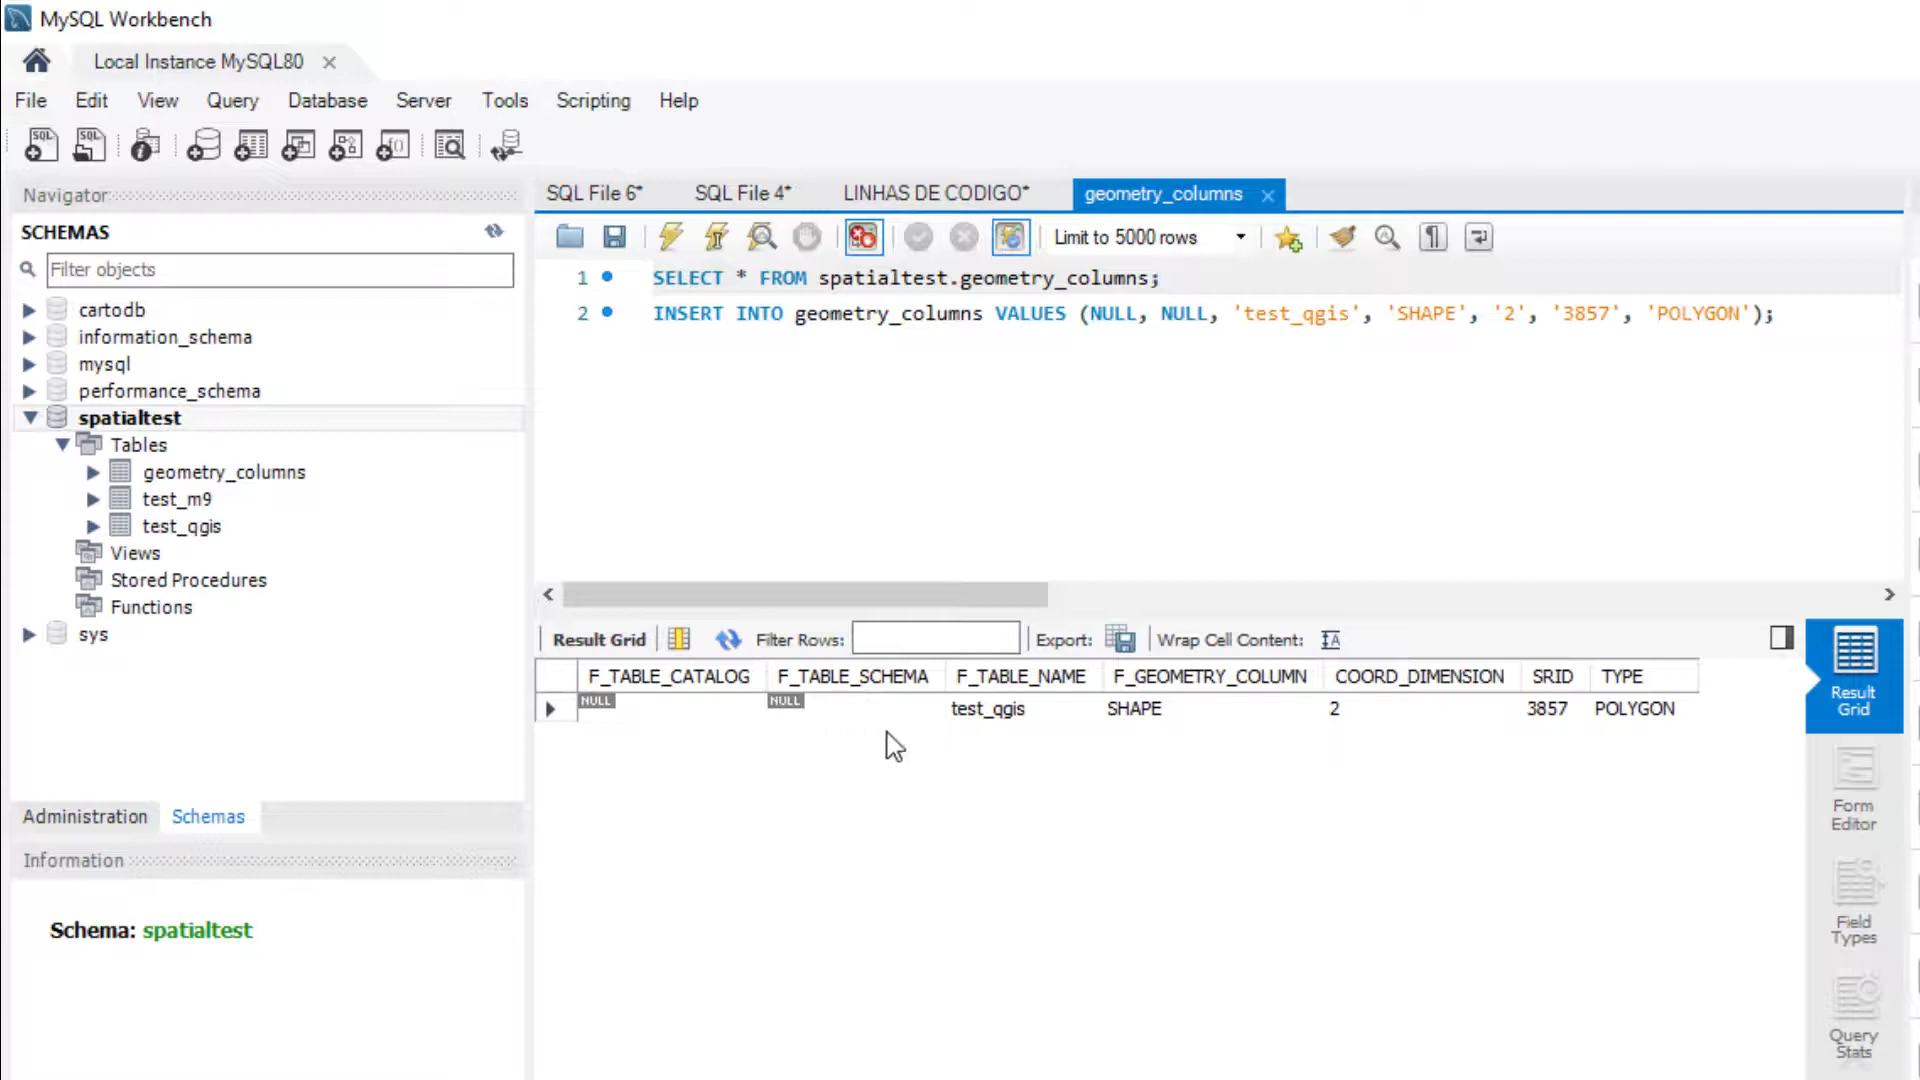 MySQL Workbench
Local Instance MySQL80
File Edit View Query Database Server Tools Scripting Help
Navigator
SCHEMAS
Filter objects
cartodb
information_schema
mysql
performance_schema
spatialtest
Tables
geometry_columns
test_m9
test_qgis
Views
Stored Procedures
Functions
sys
Administration Schemas
Information
Schema: spatialtest
SQL File 6* SQL File 4* LINHAS DE CODIGO* geometry_columns
Limit to 5000 rows
1 SELECT * FROM spatialtest.geometry_columns;
2 INSERT INTO geometry_columns VALUES (NULL, NULL, 'test_qgis', 'SHAPE', '2', '3857', 'POLYGON');
Result Grid Filter Rows: Export: Wrap Cell Content:
F_TABLE_CATALOG F_TABLE_SCHEMA F_TABLE_NAME F_GEOMETRY_COLUMN COORD_DIMENSION SRID TYPE
NULL NULL test_qgis SHAPE 2 3857 POLYGON
Result
Grid
Form
Editor
Field
Types
Query
Stats